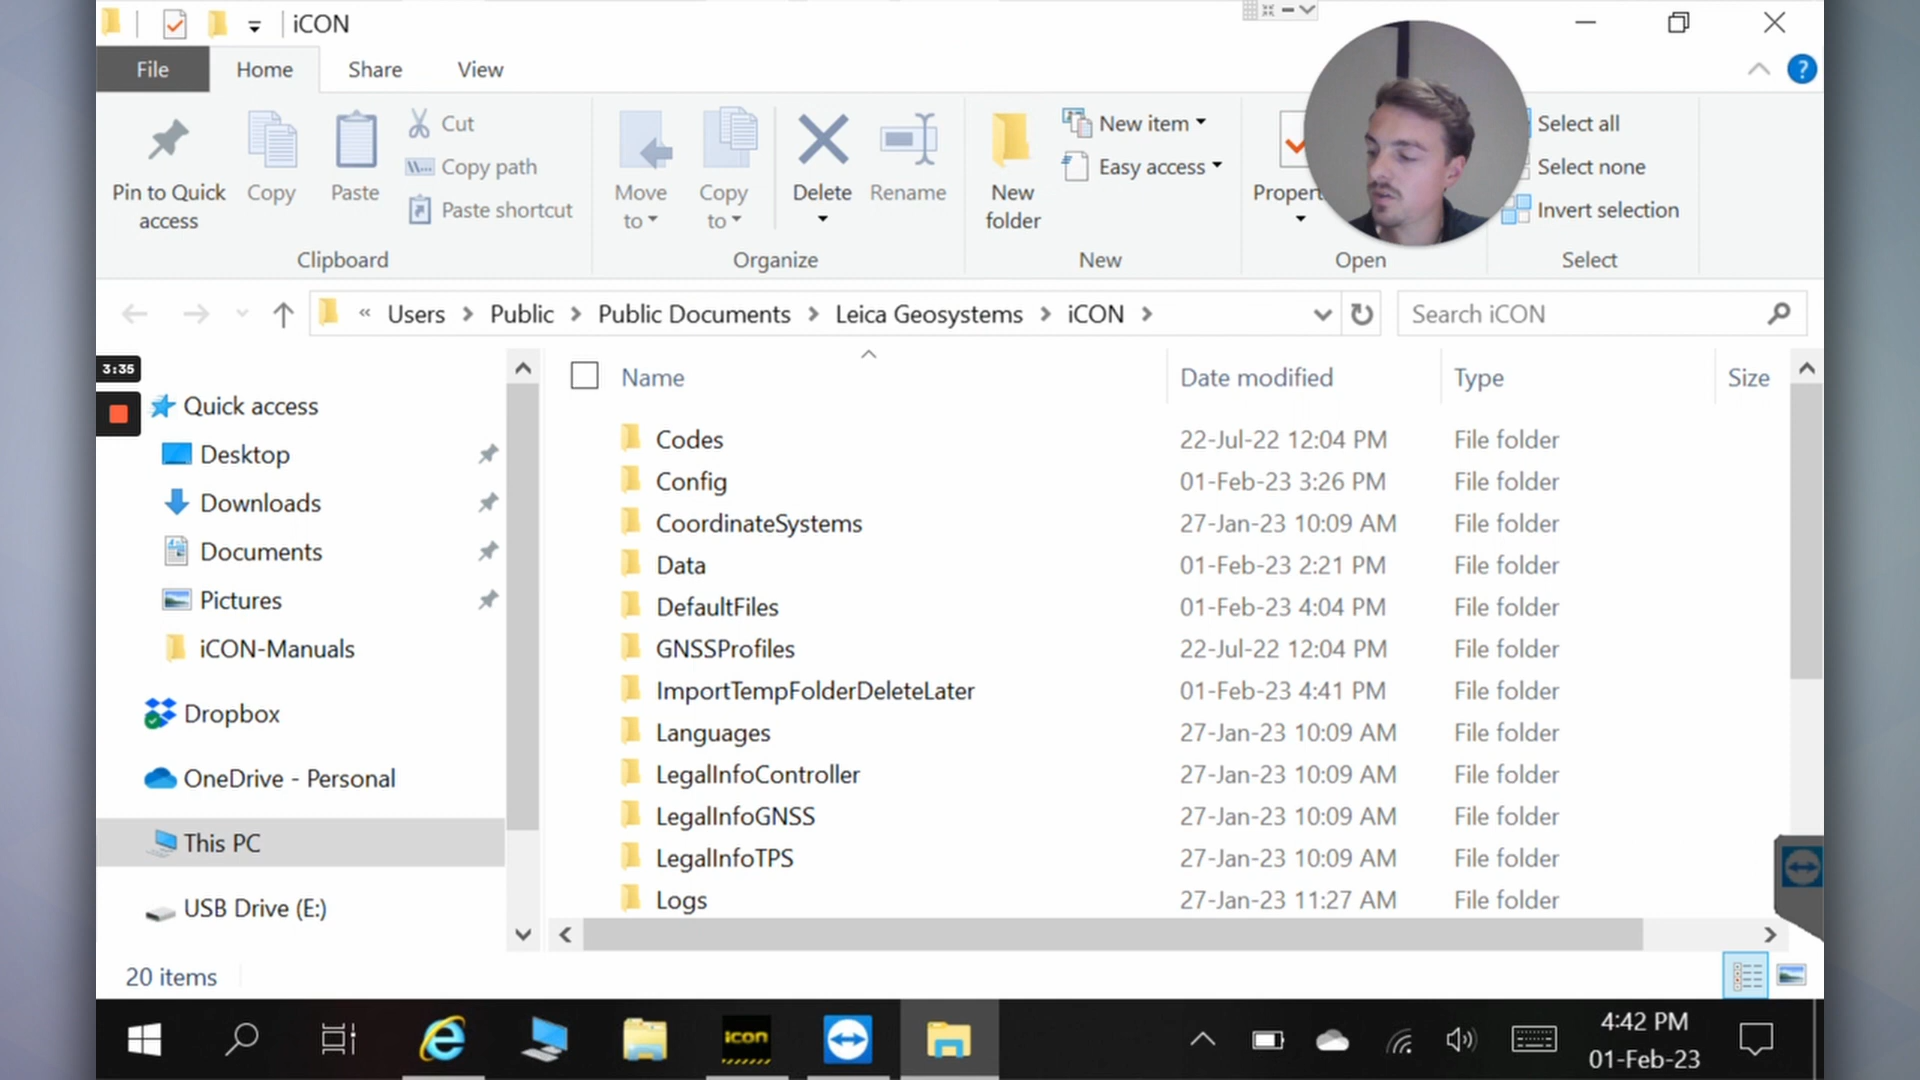 iCON
File Home Share View
Pin to Quick access
Copy
Paste
Cut
Copy path
Paste shortcut
Clipboard
Move to
Copy to
Delete
Rename
Organize
New folder
New item
Easy access
New
Propert
Open
Select all
Select none
Invert selection
Select
« Users > Public > Public Documents > Leica Geosystems > iCON >
Search iCON
3:35
Quick access
Desktop
Downloads
Documents
Pictures
iCON-Manuals
Dropbox
OneDrive - Personal
This PC
USB Drive (E:)
Name Date modified Type Size
Codes 22-Jul-22 12:04 PM File folder
Config 01-Feb-23 3:26 PM File folder
CoordinateSystems 27-Jan-23 10:09 AM File folder
Data 01-Feb-23 2:21 PM File folder
DefaultFiles 01-Feb-23 4:04 PM File folder
GNSSProfiles 22-Jul-22 12:04 PM File folder
ImportTempFolderDeleteLater 01-Feb-23 4:41 PM File folder
Languages 27-Jan-23 10:09 AM File folder
LegalInfoController 27-Jan-23 10:09 AM File folder
LegalInfoGNSS 27-Jan-23 10:09 AM File folder
LegalInfoTPS 27-Jan-23 10:09 AM File folder
Logs 27-Jan-23 11:27 AM File folder
20 items
icon
4:42 PM
01-Feb-23